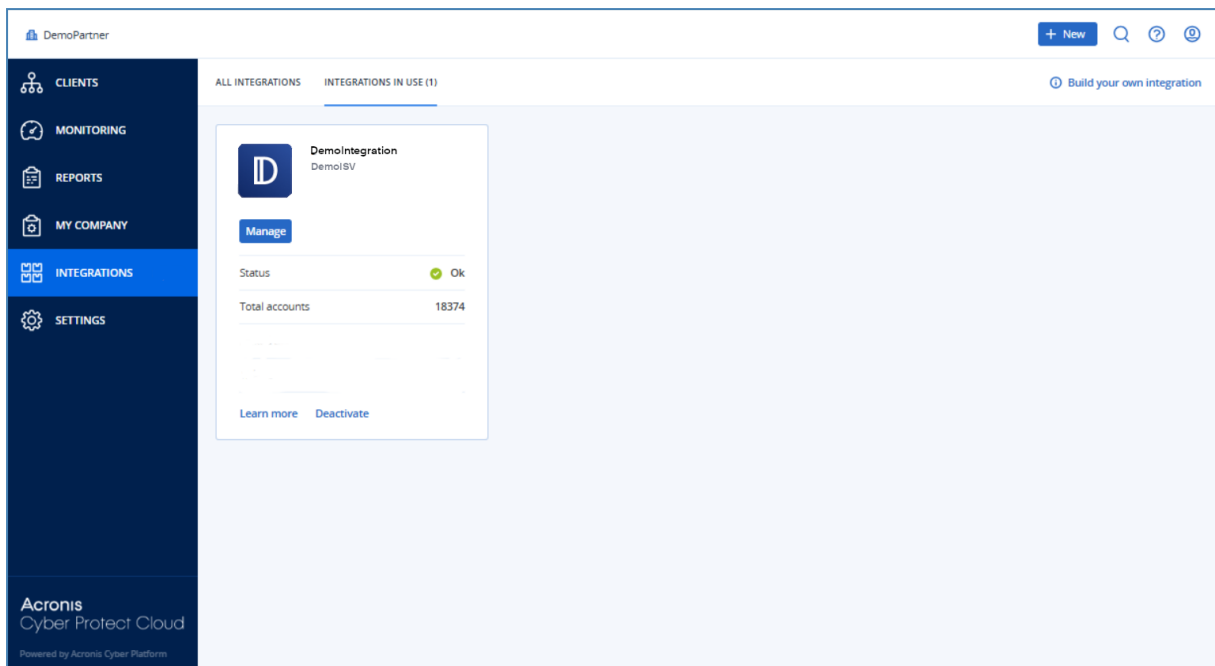 DemoPartner
+ New
CLIENTS
MONITORING
REPORTS
MY COMPANY
INTEGRATIONS
SETTINGS
Acronis
Cyber Protect Cloud
Powered by Acronis Cyber Platform
ALL INTEGRATIONS INTEGRATIONS IN USE (1)
Build your own integration
D
DemoIntegration
DemoISV
Manage
Status Ok
Total accounts 18374
Learn more Deactivate